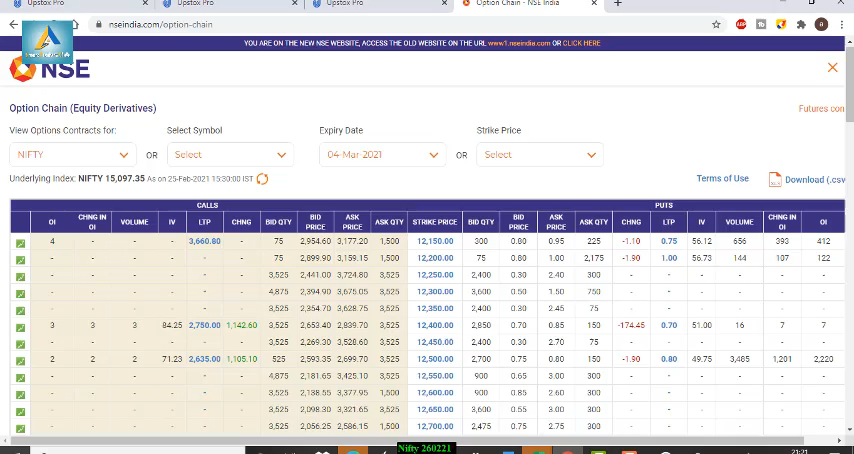 Upstox Pro
Upstox Pro
Upstox Pro
Option Chain - NSE India
nseindia.com/option-chain
YOU ARE ON THE NEW NSE WEBSITE, ACCESS THE OLD WEBSITE ON THE URL www1.nseindia.com OR CLICK HERE
NSE
Option Chain (Equity Derivatives)
Futures con
View Options Contracts for: Select Symbol Expiry Date Strike Price
NIFTY OR Select 04-Mar-2021 OR Select
Underlying Index: NIFTY 15,097.35 As on 25-Feb-2021 15:30:00 IST Terms of Use Download (.csv
CALLS PUTS
OI CHNG IN OI VOLUME IV LTP CHNG BID QTY BID PRICE ASK PRICE ASK QTY STRIKE PRICE BID QTY BID PRICE ASK PRICE ASK QTY CHNG LTP IV VOLUME CHNG IN OI OI
4 - - - 3,660.80 - 75 2,954.60 3,177.20 1,500 12,150.00 300 0.80 0.95 225 -1.10 0.75 56.12 656 393 412
- - - - - - 75 2,899.90 3,159.15 1,500 12,200.00 75 0.80 1.00 2,175 -1.90 1.00 56.73 144 107 122
- - - - - - 3,525 2,441.00 3,724.80 3,525 12,250.00 2,400 0.30 2.40 300 - - - - - -
- - - - - - 4,875 2,394.90 3,675.05 3,525 12,300.00 3,600 0.50 1.50 750 - - - - - -
- - - - - - 3,525 2,354.70 3,628.75 3,525 12,350.00 2,400 0.30 2.45 75 - - - - - -
3 3 3 84.25 2,750.00 1,142.60 3,525 2,653.40 2,839.70 3,525 12,400.00 2,850 0.70 0.85 150 -174.45 0.70 51.00 16 7 7
- - - - - - 3,525 2,269.30 3,528.60 3,525 12,450.00 2,400 0.30 2.70 75 - - - - - -
2 2 2 71.23 2,635.00 1,105.10 525 2,593.35 2,699.70 3,525 12,500.00 2,700 0.75 0.80 150 -1.90 0.80 49.75 3,485 1,201 2,220
- - - - - - 4,875 2,181.65 3,425.10 3,525 12,550.00 900 0.65 3.00 300 - - - - - -
- - - - - - 3,525 2,138.55 3,377.95 3,525 12,600.00 900 0.85 2.60 300 - - - - - -
- - - - - - 3,525 2,098.30 3,321.65 3,525 12,650.00 3,600 0.55 3.00 300 - - - - - -
- - - - - - 3,525 2,056.25 2,586.15 1,500 12,700.00 2,475 0.75 2.75 300 - - - - - -
Nifty 260221
21:21